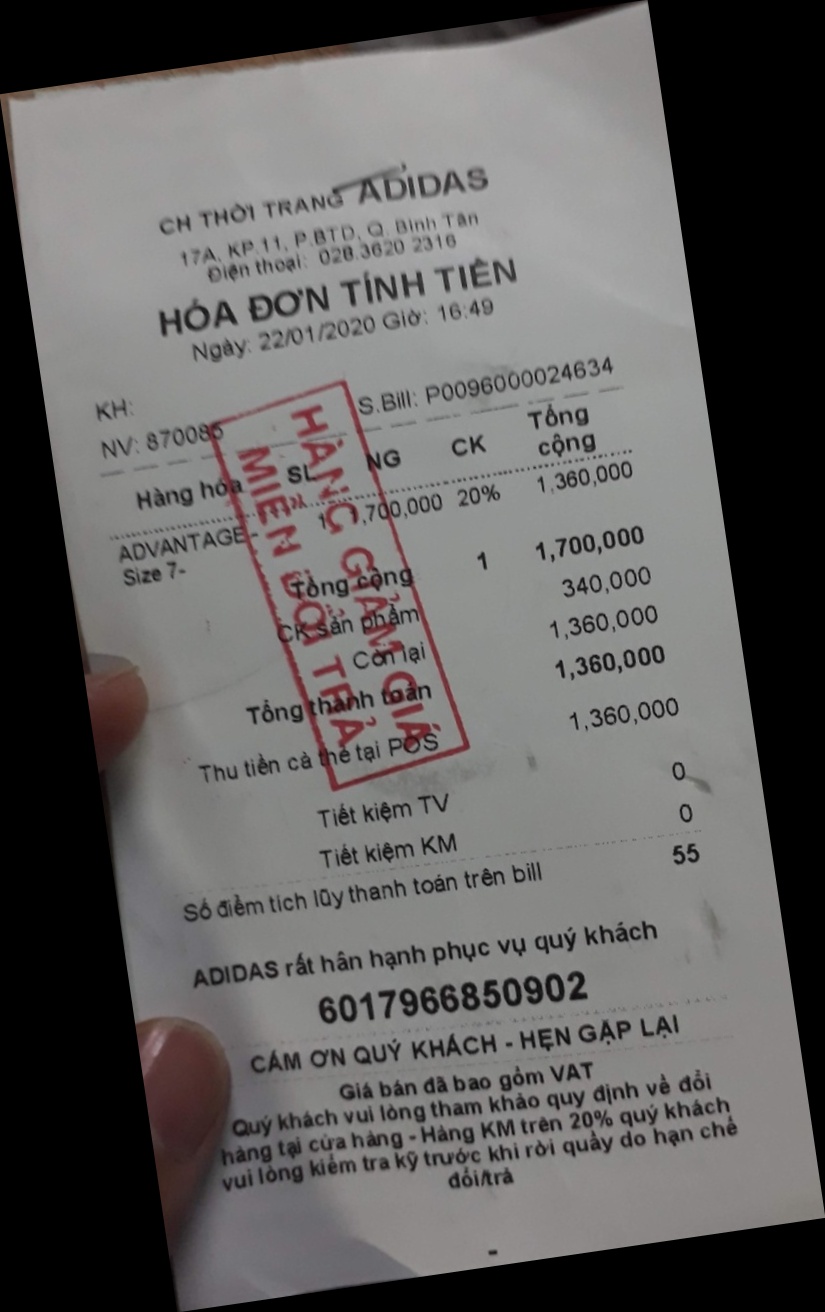 CH THỜI TRANG ADIDAS
17A, KP.11, P.BTD, Q. Bình Tân
Điện thoại: 028.3620 2316
HÓA ĐƠN TÍNH TIỀN
Ngày: 22/01/2020 Giờ: 16:49
KH:
NV: 870085 S.Bill: P0096000024634
Hàng hóa SL NG CK Tổng cộng
ADVANTAGE - 1 1,700,000 20% 1,360,000
Size 7-
Tổng cộng 1 1,700,000
CK sản phẩm 340,000
Còn lại 1,360,000
Tổng thanh toán 1,360,000
Thu tiền cà thẻ tại POS 1,360,000
Tiết kiệm TV 0
Tiết kiệm KM 0
Số điểm tích lũy thanh toán trên bill 55
ADIDAS rất hân hạnh phục vụ quý khách
6017966850902
CÁM ƠN QUÝ KHÁCH - HẸN GẶP LẠI
Giá bán đã bao gồm VAT
Quý khách vui lòng tham khảo quy định về đổi
hàng tại cửa hàng - Hàng KM trên 20% quý khách
vui lòng kiểm tra kỹ trước khi rời quầy do hạn chế
đổi/trả
HÀNG GIẢM GIÁ
MIỄN ĐỔI TRẢ